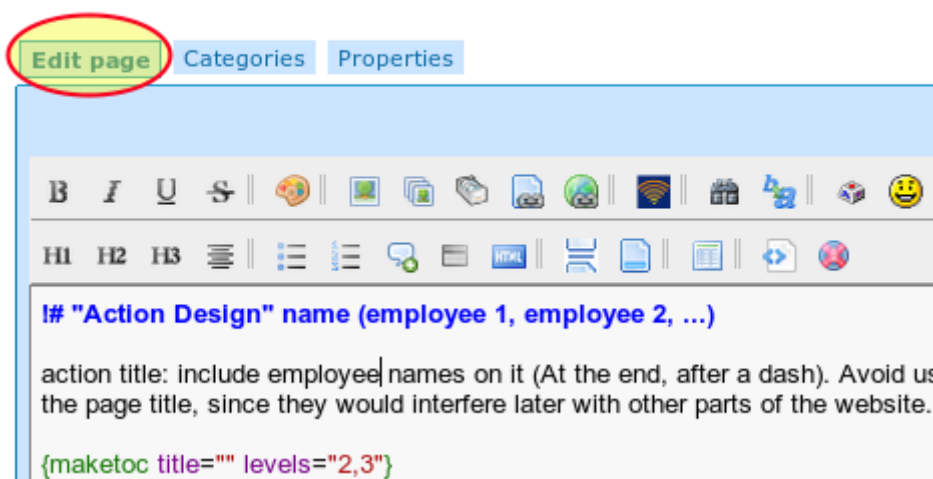 Edit page Categories Properties
B I U S
H1 H2 H3 HTML
!# "Action Design" name (employee 1, employee 2, ...)
action title: include employee names on it (At the end, after a dash). Avoid us
the page title, since they would interfere later with other parts of the website.
{maketoc title="" levels="2,3"}